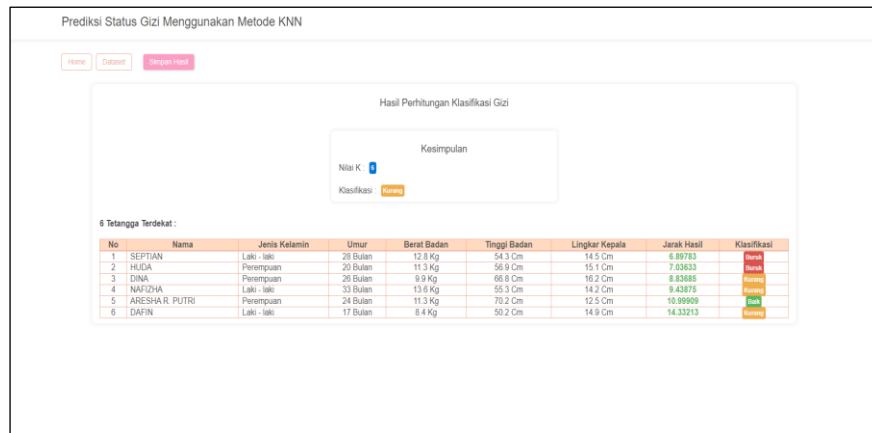 Prediksi Status Gizi Menggunakan Metode KNN
Home Dataset Simpan Hasil
Hasil Perhitungan Klasifikasi Gizi
Kesimpulan
Nilai K : 6
Klasifikasi : Kurang
6 Tetangga Terdekat :
No Nama Jenis Kelamin Umur Berat Badan Tinggi Badan Lingkar Kepala Jarak Hasil Klasifikasi
1 SEPTIAN Laki - laki 28 Bulan 12.8 Kg 54.3 Cm 14.5 Cm 6.89783 Buruk
2 HUDA Perempuan 20 Bulan 11.3 Kg 56.9 Cm 15.1 Cm 7.03633 Buruk
3 DINA Perempuan 26 Bulan 9.9 Kg 66.8 Cm 16.2 Cm 8.83685 Kurang
4 NAFIZHA Laki - laki 33 Bulan 13.6 Kg 55.3 Cm 14.2 Cm 9.43875 Kurang
5 ARESHA R. PUTRI Perempuan 24 Bulan 11.3 Kg 70.2 Cm 12.5 Cm 10.99909 Baik
6 DAFIN Laki - laki 17 Bulan 8.4 Kg 50.2 Cm 14.9 Cm 14.33213 Kurang